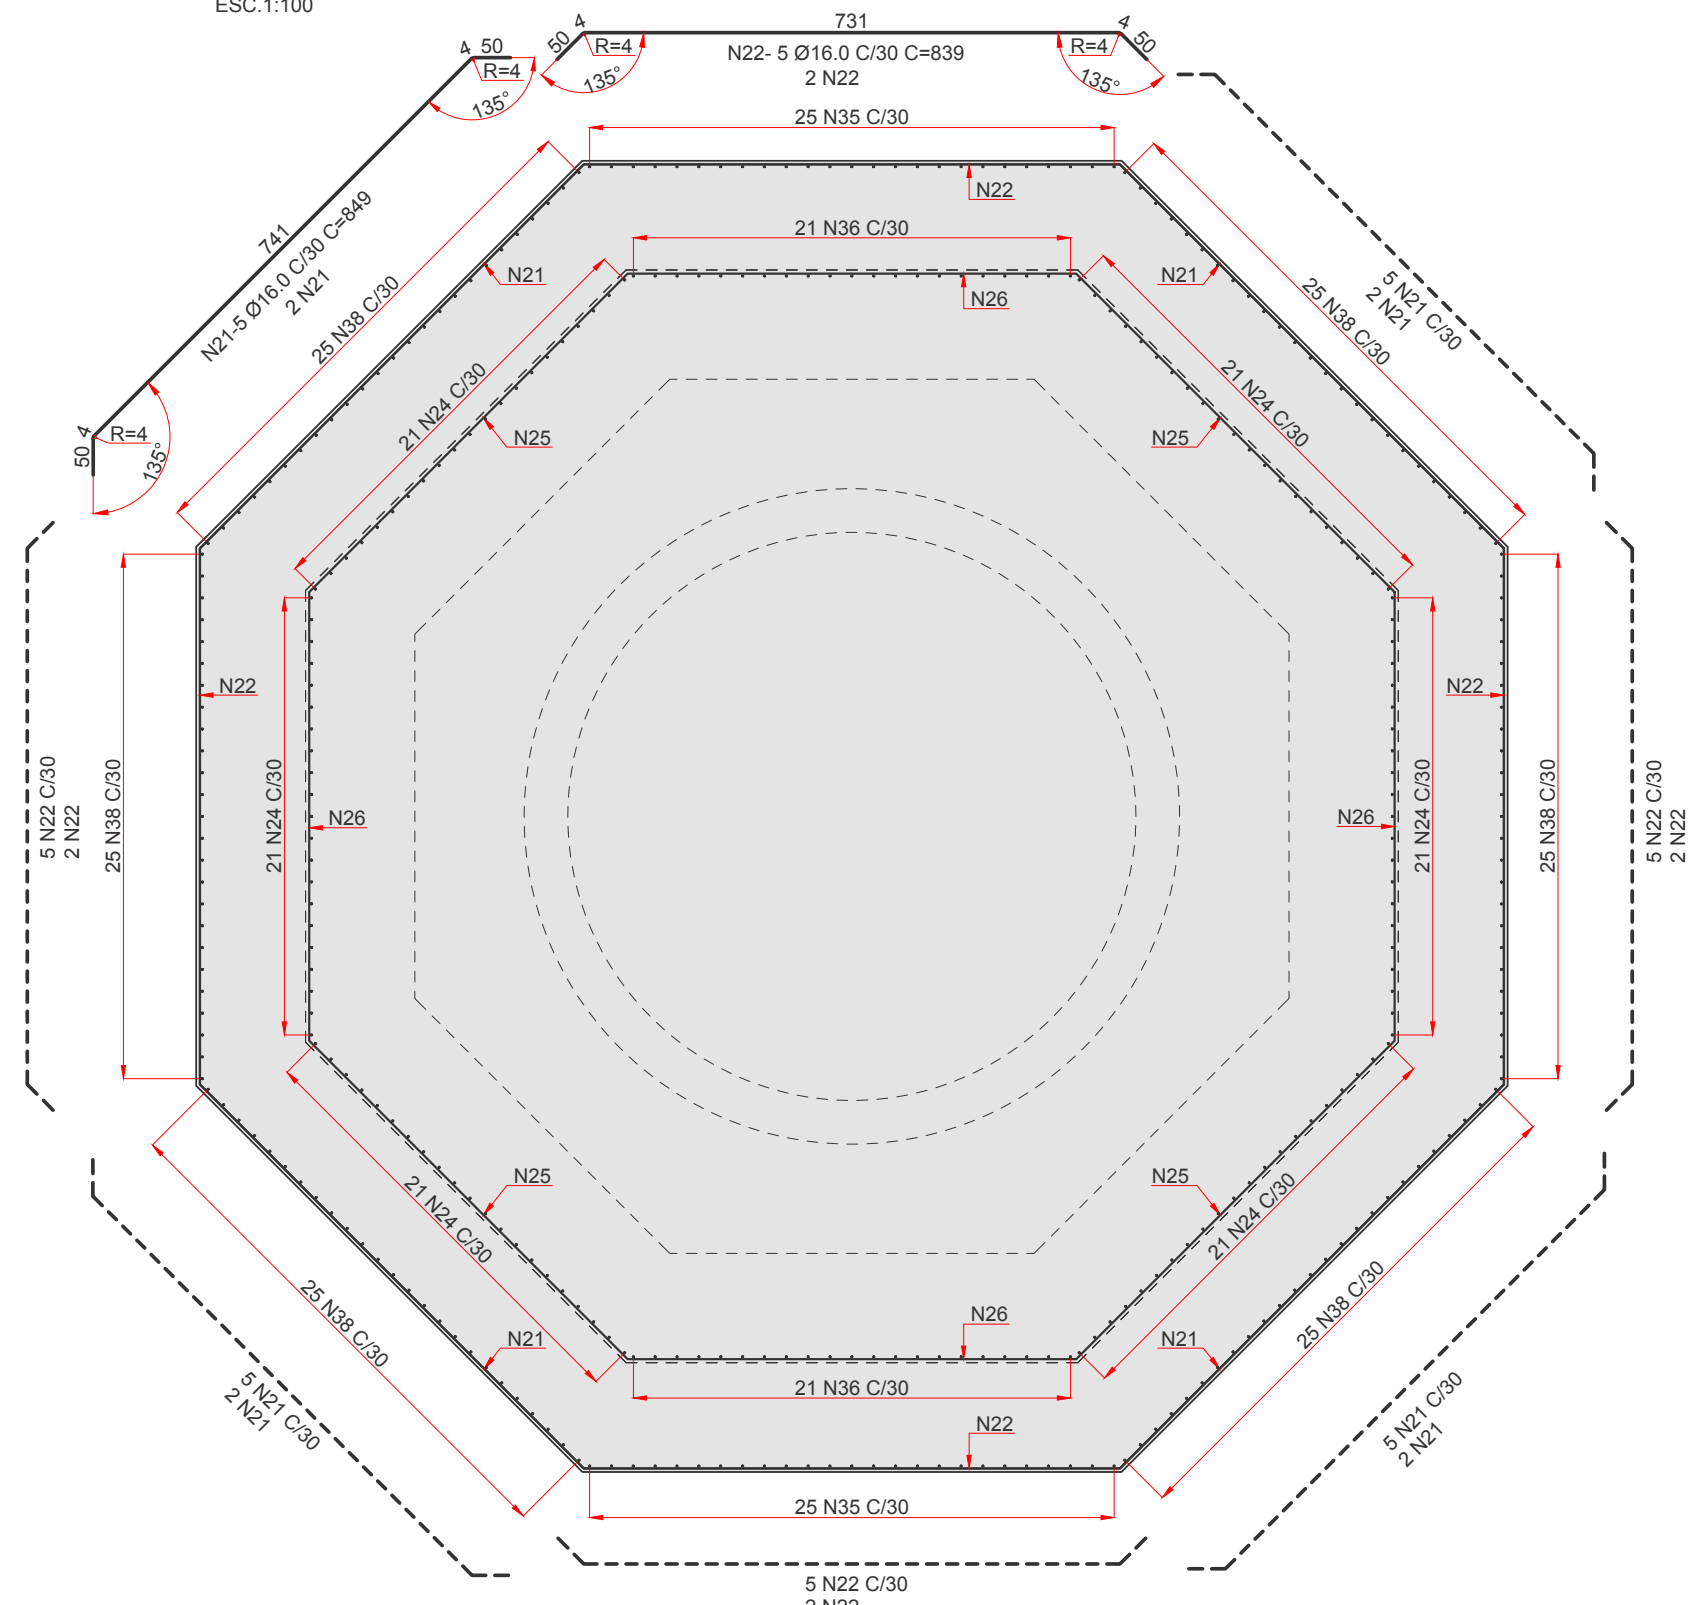 ESC.1:100
4
50
R=4
135°
4
50
R=4
135°
731
N22- 5 Ø16.0 C/30 C=839
2 N22
4
50
R=4
135°
25 N35 C/30
N22
741
N21-5 Ø16.0 C/30 C=849
2 N21
25 N38 C/30
N21
21 N36 C/30
N26
N21
25 N38 C/30
5 N21 C/30
2 N21
21 N24 C/30
N25
N25
21 N24 C/30
4
50
R=4
135°
5 N22 C/30
2 N22
25 N38 C/30
N22
21 N24 C/30
N26
N26
21 N24 C/30
N22
25 N38 C/30
5 N22 C/30
2 N22
21 N24 C/30
N25
N25
21 N24 C/30
25 N38 C/30
N21
N26
21 N36 C/30
N21
25 N38 C/30
5 N21 C/30
2 N21
N22
25 N35 C/30
5 N21 C/30
2 N21
5 N22 C/30
2 N22